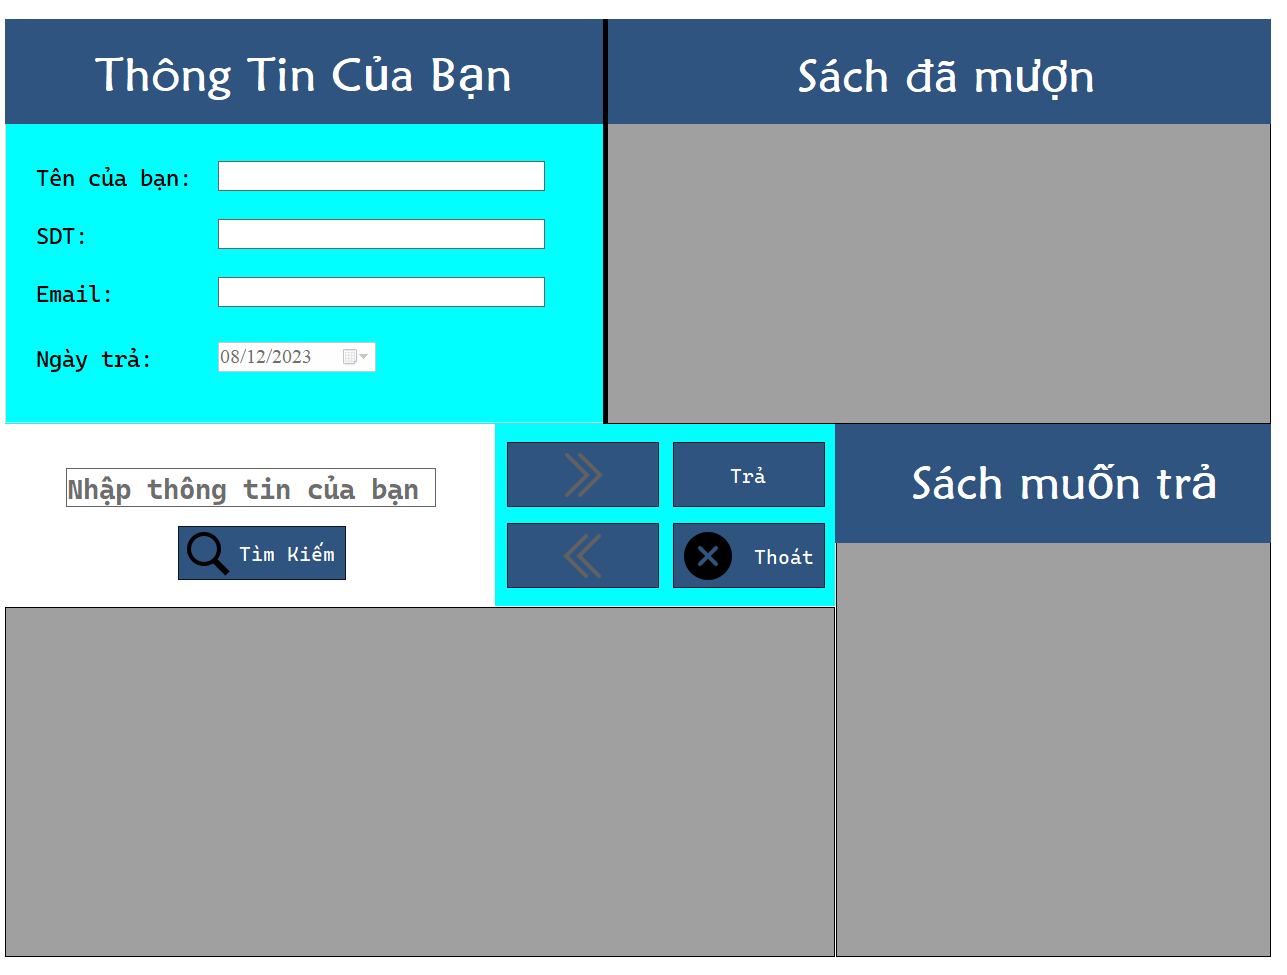 Thông Tin Của Bạn
Sách đã mượn
Tên của bạn:
SDT:
Email:
Ngày trả:
08/12/2023
Nhập thông tin của bạn
Tìm Kiếm
Trả
Thoát
Sách muốn trả